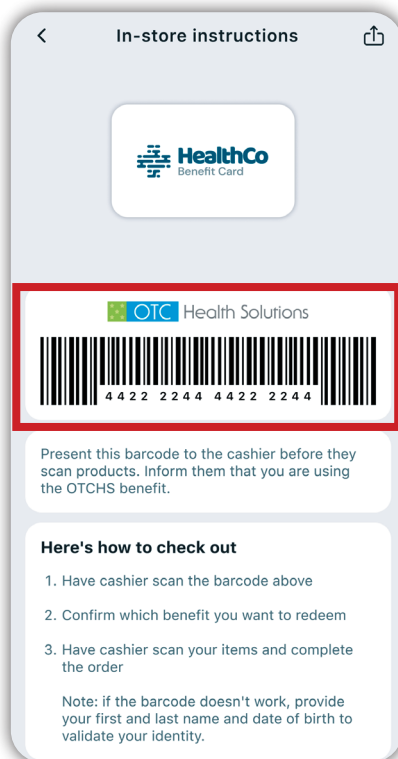 In-store instructions
HealthCo
Benefit Card
OTC Health Solutions
4422 2244 4422 2244
Present this barcode to the cashier before they
scan products. Inform them that you are using
the OTCHS benefit.
Here's how to check out
1. Have cashier scan the barcode above
2. Confirm which benefit you want to redeem
3. Have cashier scan your items and complete
the order
Note: if the barcode doesn't work, provide
your first and last name and date of birth to
validate your identity.